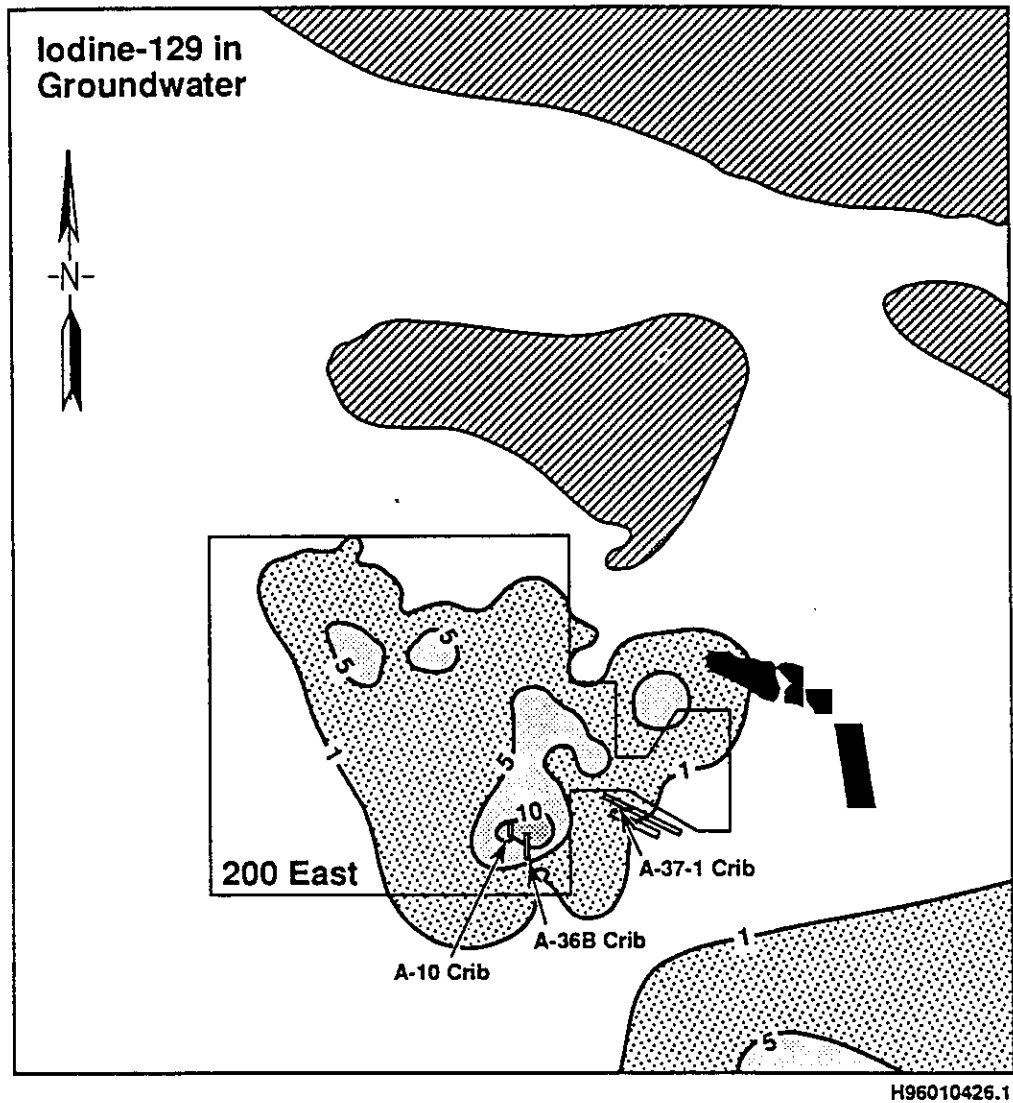 Iodine-129 in
Groundwater
-N-
5
5
1
5
1
10
A-37-1 Crib
200 East
A-36B Crib
A-10 Crib
1
5
H96010426.1